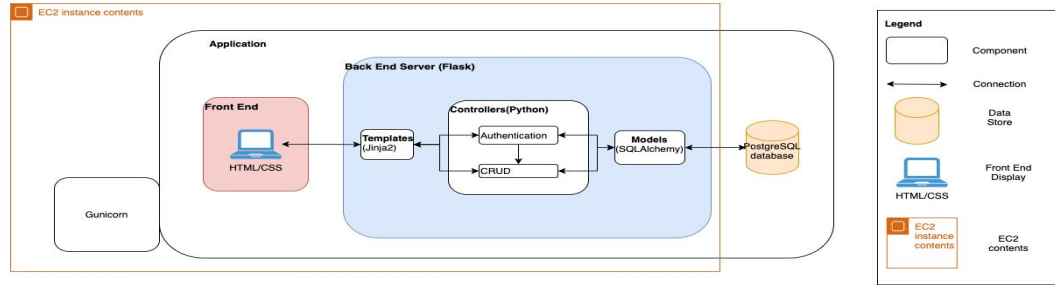 EC2 instance contents
Application
Back End Server (Flask)
Front End
HTML/CSS
Templates
(Jinja2)
Controllers(Python)
Authentication
CRUD
Models
(SQLAlchemy)
PostgreSQL
database
Gunicorn
Legend
Component
Connection
Data
Store
Front End
Display
HTML/CSS
EC2
instance
contents
EC2
contents